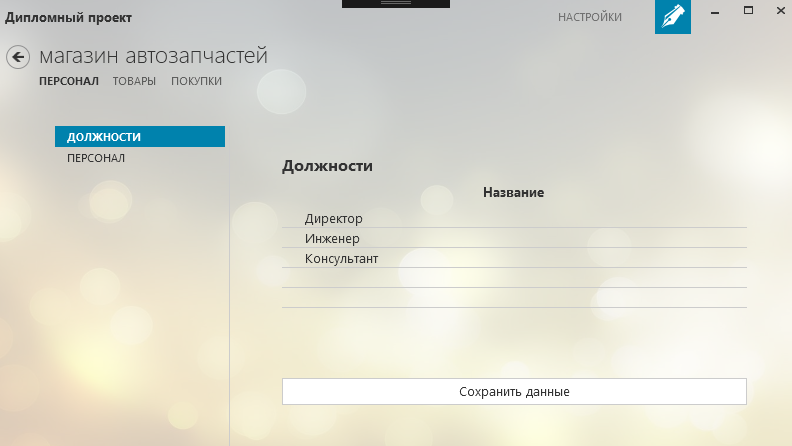 Дипломный проект
НАСТРОЙКИ
магазин автозапчастей
ПЕРСОНАЛ ТОВАРЫ ПОКУПКИ
ДОЛЖНОСТИ
ПЕРСОНАЛ
Должности
Название
Директор
Инженер
Консультант
Сохранить данные